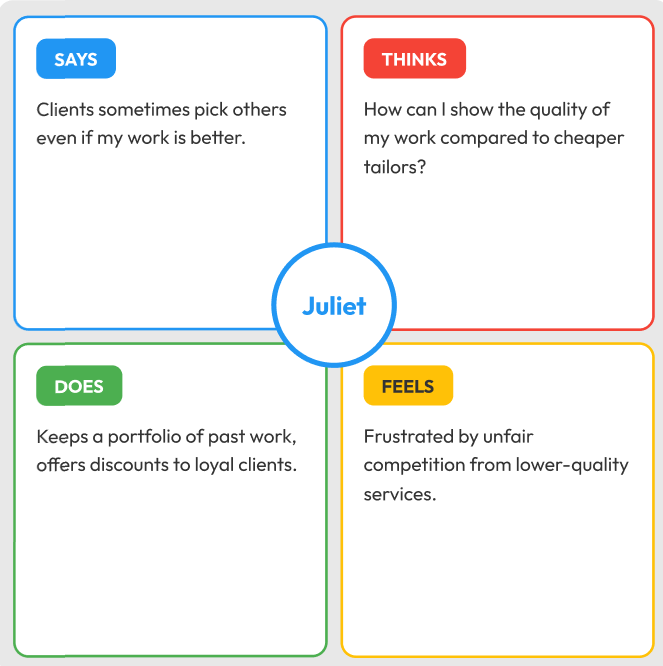 SAYS
Clients sometimes pick others
even if my work is better.
THINKS
How can I show the quality of
my work compared to cheaper
tailors?
Juliet
DOES
Keeps a portfolio of past work,
offers discounts to loyal clients.
FEELS
Frustrated by unfair
competition from lower-quality
services.